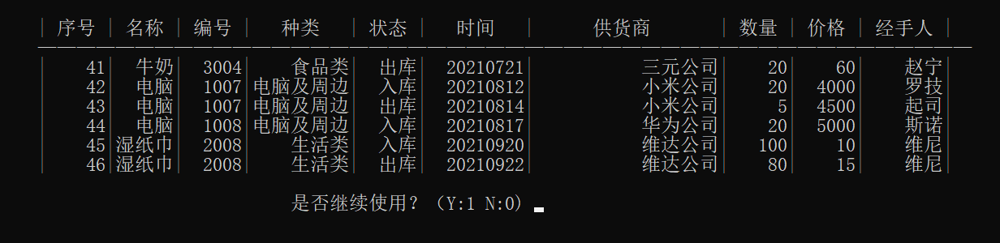 | 序号 | 名称 | 编号 | 种类 | 状态 | 时间 | 供货商 | 数量 | 价格 | 经手人 |
| 41| 牛奶| 3004| 食品类| 出库| 20210721| 三元公司| 20| 60| 赵宁|
| 42| 电脑| 1007|电脑及周边| 入库| 20210812| 小米公司| 20| 4000| 罗技|
| 43| 电脑| 1007|电脑及周边| 出库| 20210814| 小米公司| 5| 4500| 起司|
| 44| 电脑| 1008|电脑及周边| 入库| 20210817| 华为公司| 20| 5000| 斯诺|
| 45|湿纸巾| 2008| 生活类| 入库| 20210920| 维达公司| 100| 10| 维尼|
| 46|湿纸巾| 2008| 生活类| 出库| 20210922| 维达公司| 80| 15| 维尼|
是否继续使用？（Y:1 N:0）